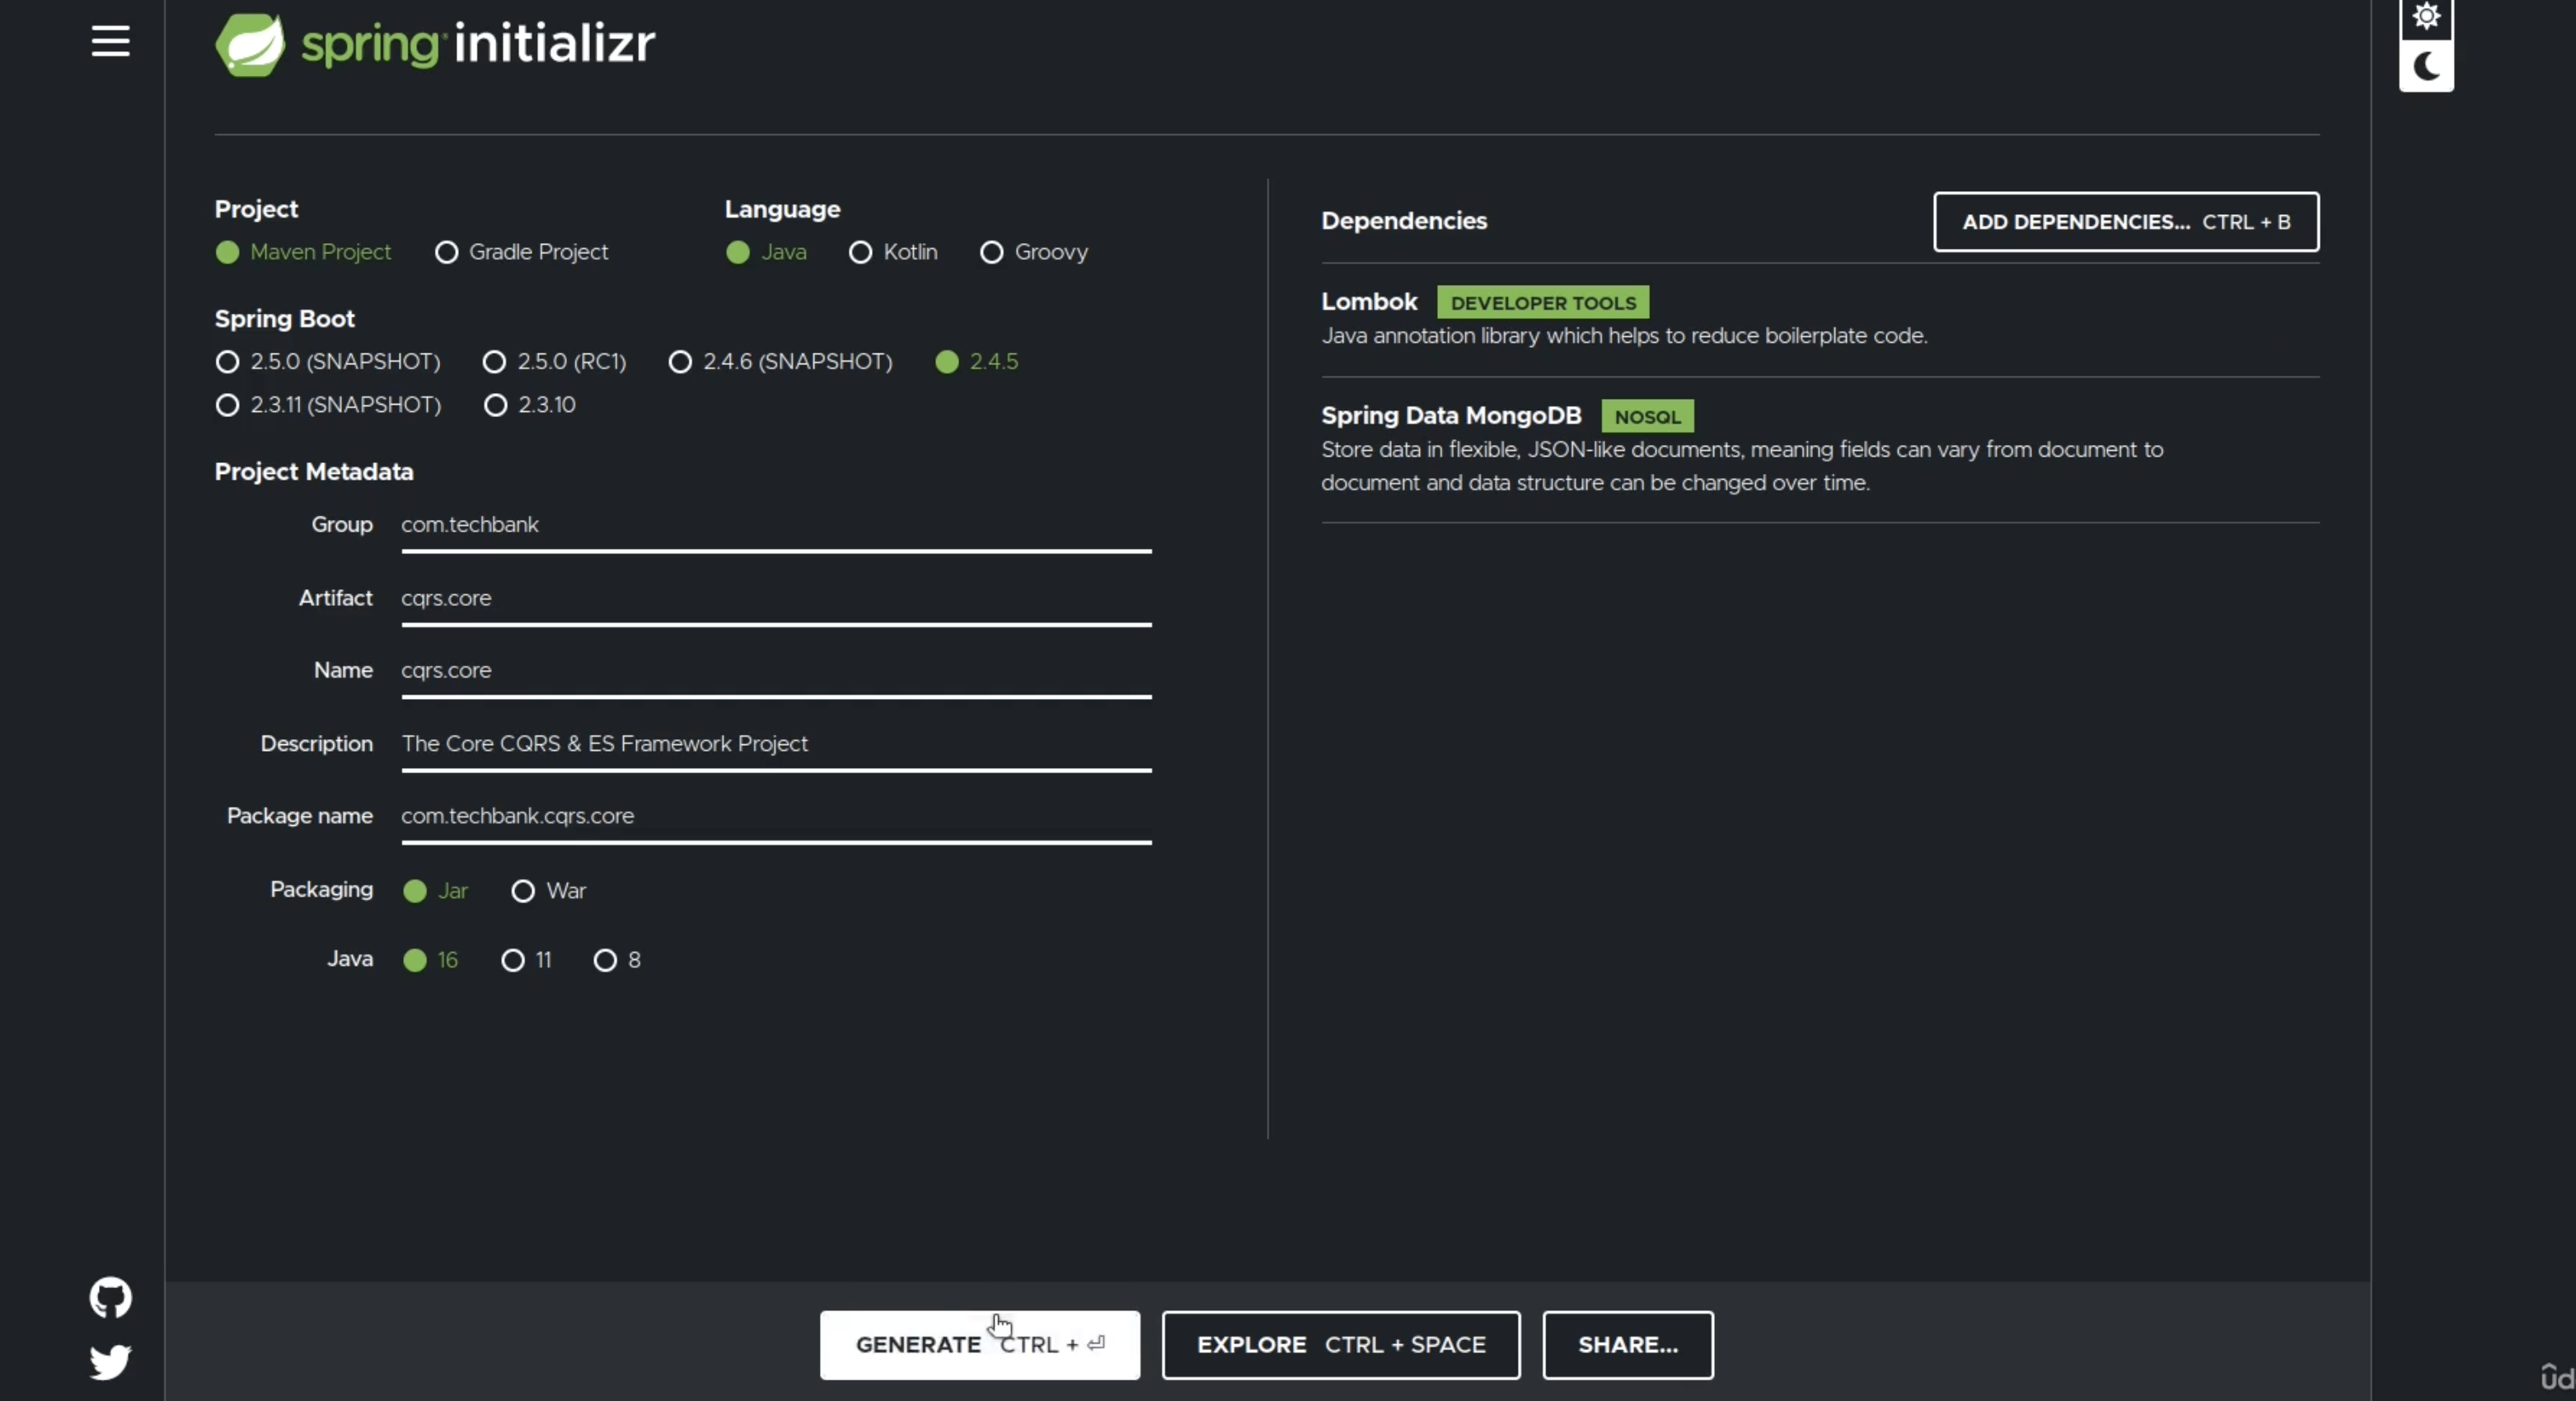 spring initializr
Project
Maven Project Gradle Project
Language
Java Kotlin Groovy
Spring Boot
2.5.0 (SNAPSHOT) 2.5.0 (RC1) 2.4.6 (SNAPSHOT) 2.4.5
2.3.11 (SNAPSHOT) 2.3.10
Project Metadata
Group com.techbank
Artifact cqrs.core
Name cqrs.core
Description The Core CQRS & ES Framework Project
Package name com.techbank.cqrs.core
Packaging Jar War
Java 16 11 8
Dependencies
ADD DEPENDENCIES... CTRL + B
Lombok DEVELOPER TOOLS
Java annotation library which helps to reduce boilerplate code.
Spring Data MongoDB NOSQL
Store data in flexible, JSON-like documents, meaning fields can vary from document to
document and data structure can be changed over time.
GENERATE CTRL + ⏎
EXPLORE CTRL + SPACE
SHARE...